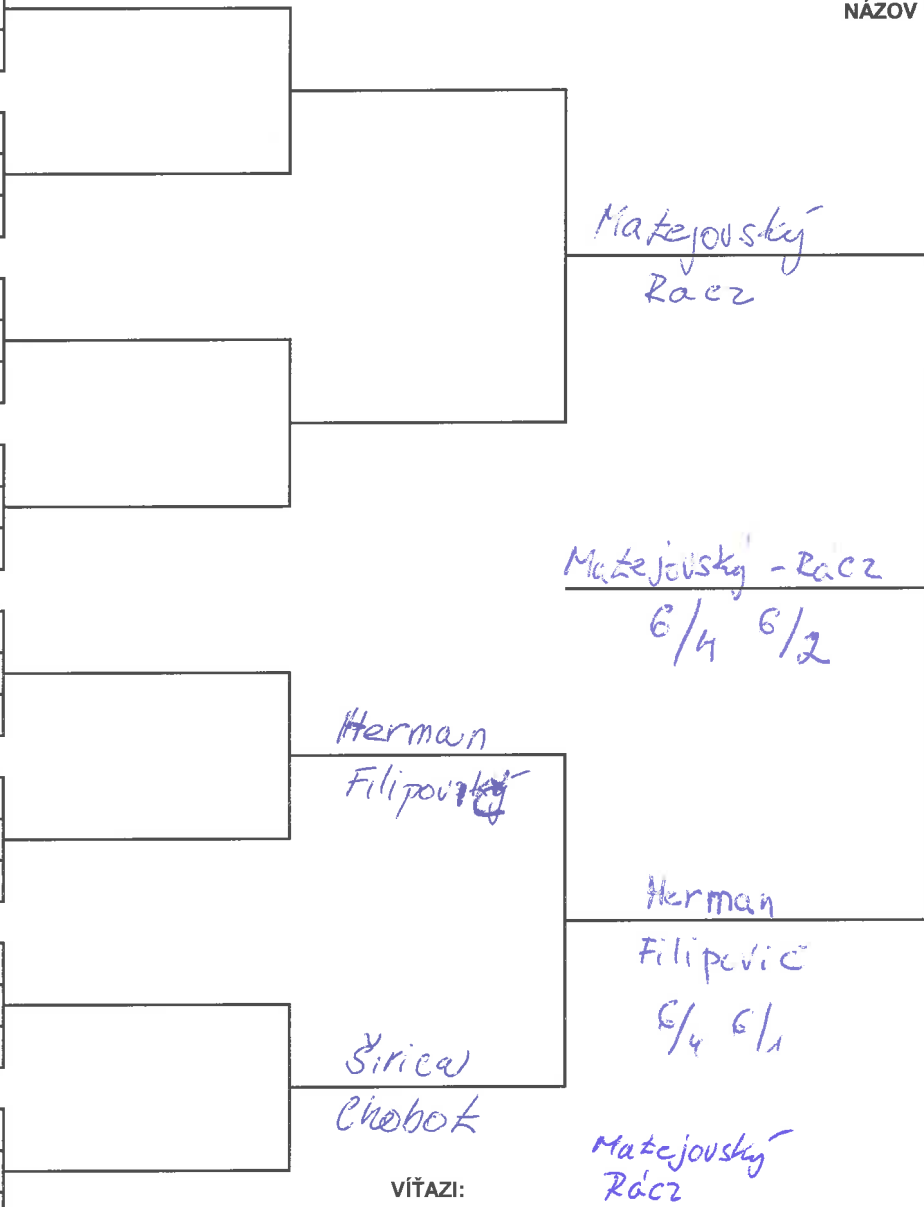 NÁZOV
Matejovský
Racz
Matejovský - Rácz
6/4 6/2
Herman
Herman
Filipovič
6/4 6/1
Širica
Chobot
Matejovský
Rácz
VÍŤAZI: